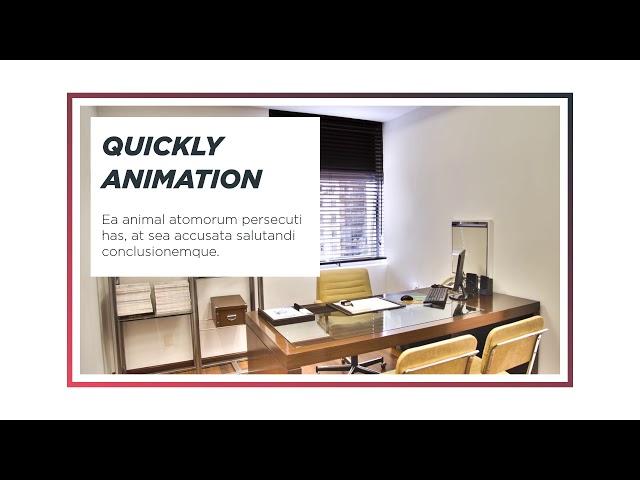 QUICKLY
ANIMATION
Ea animal atomorum persecuti
has, at sea accusata salutandi
conclusionemque.